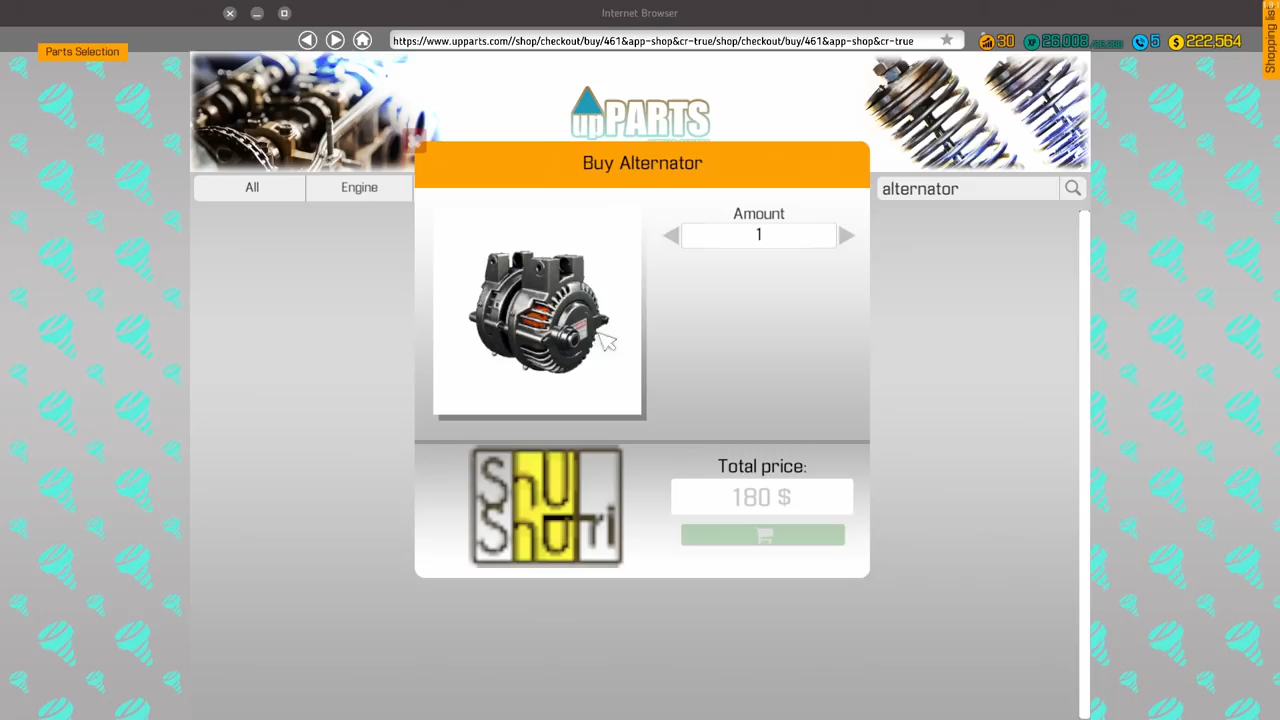 Internet Browser
Parts Selection
https://www.upparts.com//shop/checkout/buy/461&app-shop&cr-true/shop/checkout/buy/461&app-shop&cr-true
30
XP
26,008
5
$
222,564
Shopping list
upPARTS
Buy Alternator
All
Engine
alternator
Amount
1
Total price:
180 $